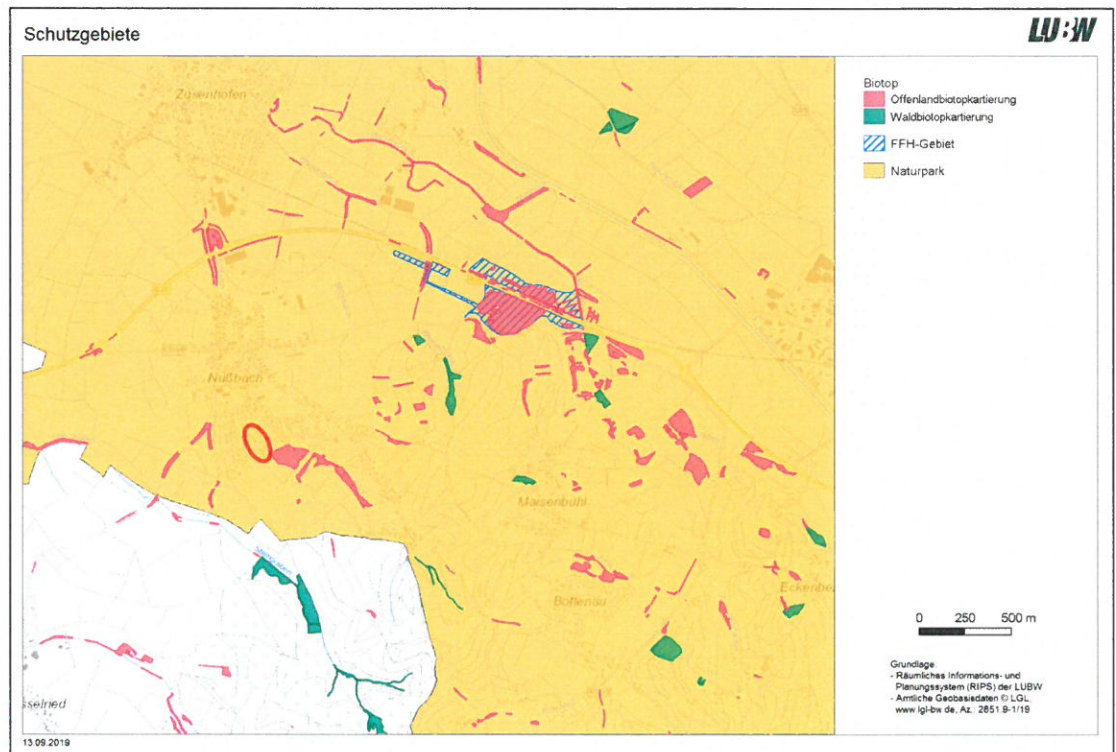 Schutzgebiete
LUBW
Biotop
Offenlandbiotopkartierung
Waldbiotopkartierung
FFH-Gebiet
Naturpark
Zusenhofen
Nußbach
Maisenbühl
Bottenau
sselried
0 250 500 m
Grundlage:
- Räumliches Informations- und
Planungssystem (RIPS) der LUBW
- Amtliche Geobasisdaten © LGL,
www.lgl-bw.de, Az.: 2851.9-1/19
13.09.2019